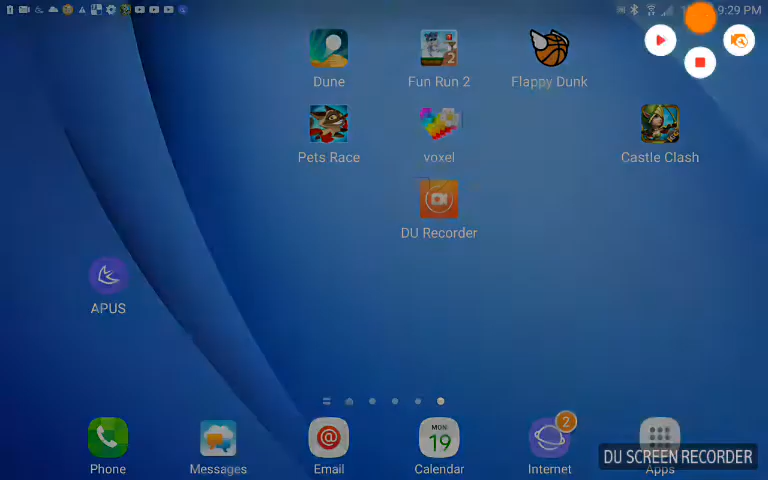 9:29 PM
Dune
Fun Run 2
Flappy Dunk
Pets Race
voxel
Castle Clash
DU Recorder
APUS
MON
19
2
Phone
Messages
Email
Calendar
Internet
Apps
DU SCREEN RECORDER